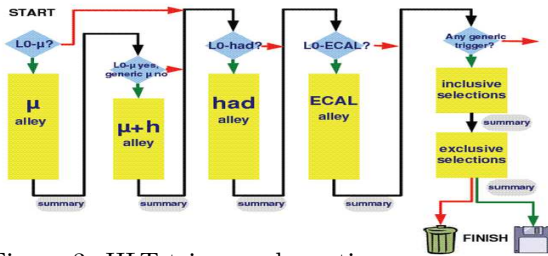 START
L0-μ?
μ
alley
summary
L0-μ yes,
generic μ no
μ+h
alley
summary
L0-had?
had
alley
summary
L0-ECAL?
ECAL
alley
summary
Any generic
trigger?
inclusive
selections
summary
exclusive
selections
summary
FINISH